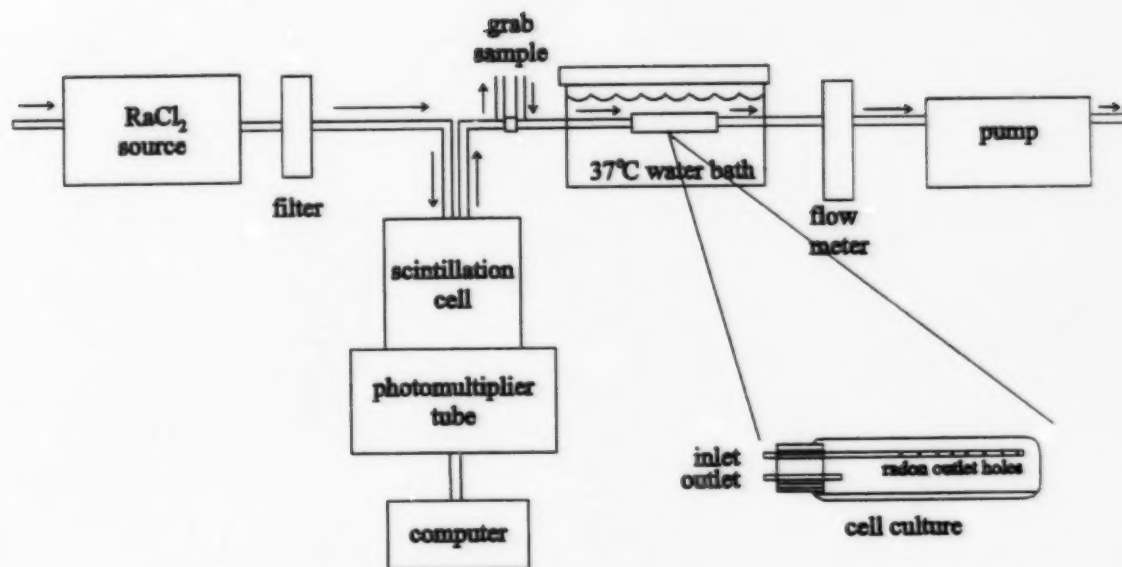 grab
sample
RaCl₂
source
filter
37°C water bath
flow
meter
pump
scintillation
cell
photomultiplier
tube
computer
inlet
outlet
radon outlet holes
cell culture